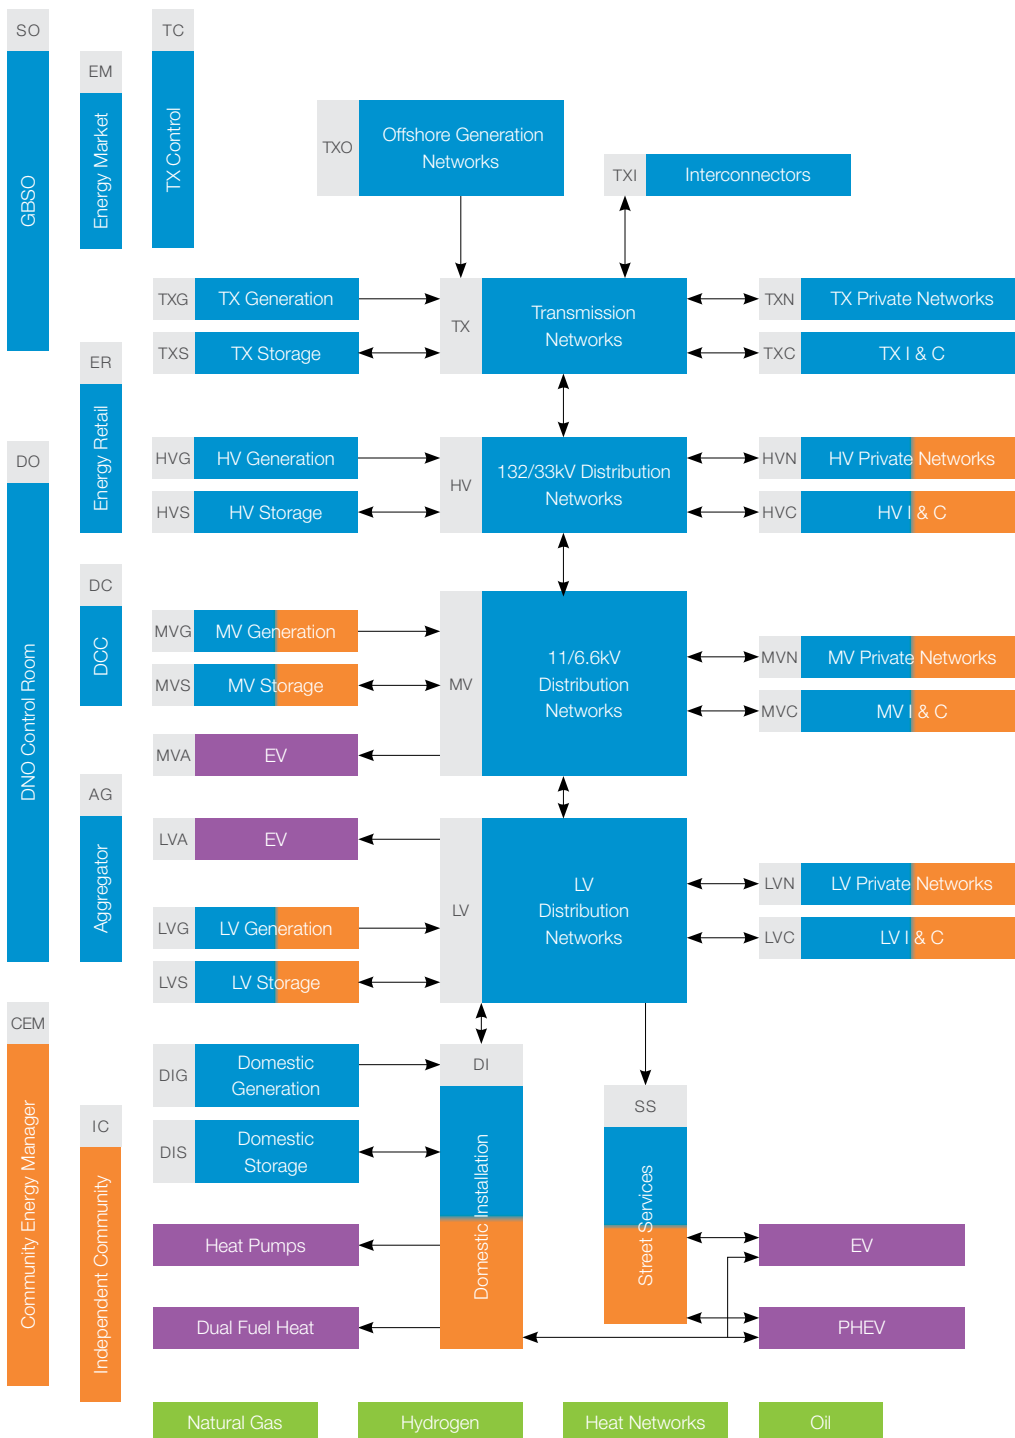 SO
GBSO
EM
Energy Market
TC
TX Control
TXO
Offshore Generation
Networks
TXI
Interconnectors
TXG
TX Generation
TX
Transmission
Networks
TXN
TX Private Networks
TXS
TX Storage
TXC
TX I & C
ER
Energy Retail
DO
DNO Control Room
HVG
HV Generation
HV
132/33kV Distribution
Networks
HVN
HV Private Networks
HVS
HV Storage
HVC
HV I & C
DC
DCC
MVG
MV Generation
MV
11/6.6kV
Distribution
Networks
MVN
MV Private Networks
MVS
MV Storage
MVC
MV I & C
MVA
EV
AG
Aggregator
LVA
EV
LV
LV
Distribution
Networks
LVN
LV Private Networks
LVG
LV Generation
LVC
LV I & C
LVS
LV Storage
CEM
Community Energy Manager
IC
Independent Community
DIG
Domestic
Generation
DI
Domestic Installation
SS
Street Services
DIS
Domestic
Storage
Heat Pumps
EV
Dual Fuel Heat
PHEV
Natural Gas
Hydrogen
Heat Networks
Oil